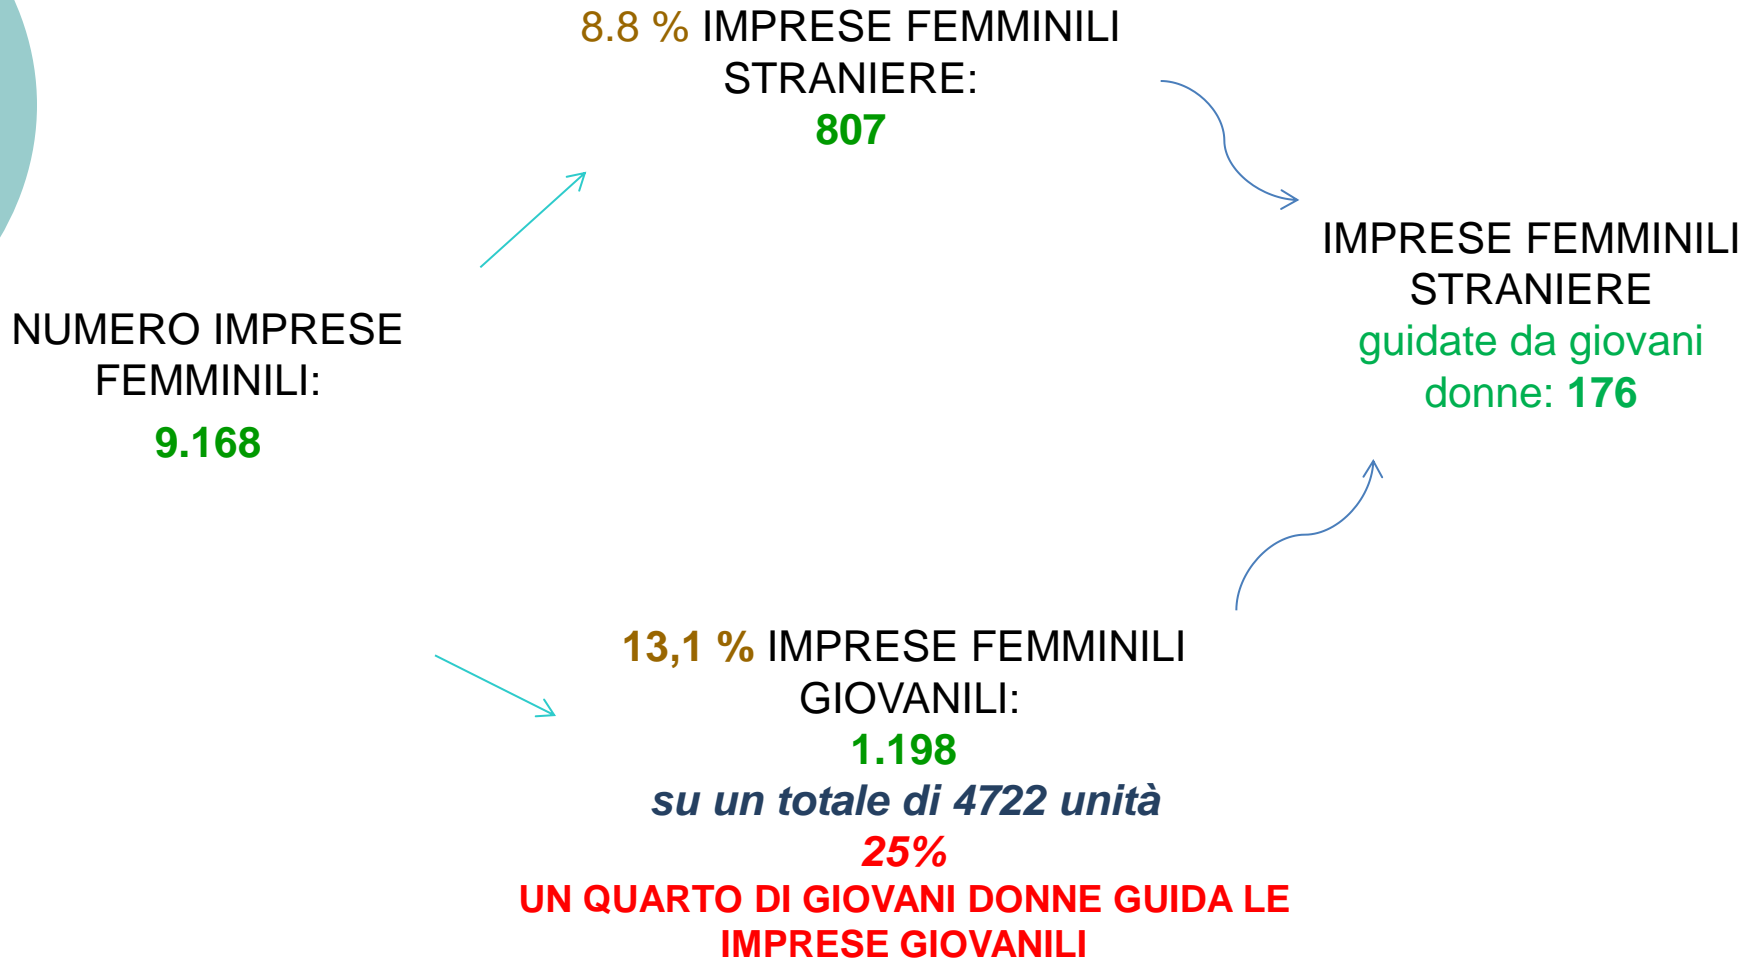 8.8 % IMPRESE FEMMINILI
STRANIERE:
807
IMPRESE FEMMINILI
STRANIERE
guidate da giovani
donne: 176
NUMERO IMPRESE
FEMMINILI:
9.168
13,1 % IMPRESE FEMMINILI
GIOVANILI:
1.198
su un totale di 4722 unità
25%
UN QUARTO DI GIOVANI DONNE GUIDA LE
IMPRESE GIOVANILI